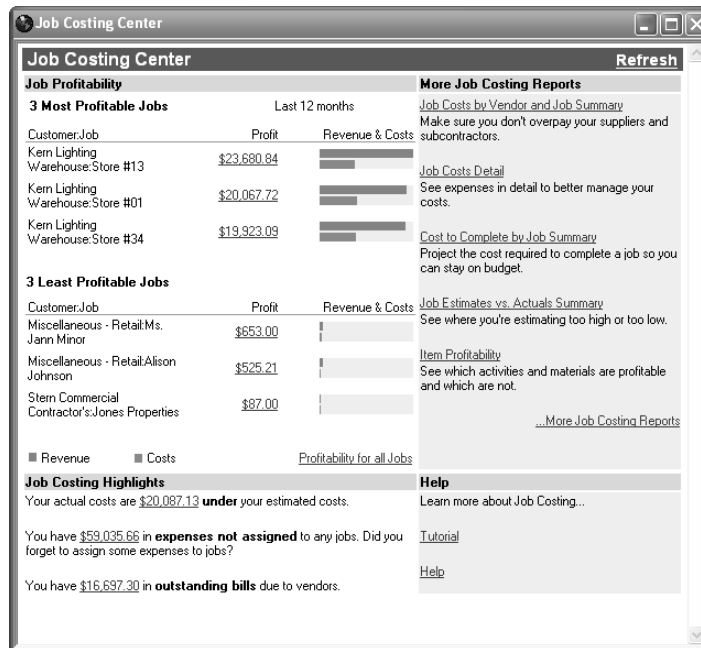 Job Costing Center
Job Costing Center Refresh
Job Profitability
3 Most Profitable Jobs Last 12 months
Customer:Job Profit Revenue & Costs
Kern Lighting
Warehouse:Store #13 $23,680.84
Kern Lighting
Warehouse:Store #01 $20,067.72
Kern Lighting
Warehouse:Store #34 $19,923.09
3 Least Profitable Jobs
Customer:Job Profit Revenue & Costs
Miscellaneous - Retail:Ms.
Jann Minor $653.00
Miscellaneous - Retail:Alison
Johnson $525.21
Stern Commercial
Contractor's:Jones Properties $87.00
Revenue Costs Profitability for all Jobs
More Job Costing Reports
Job Costs by Vendor and Job Summary
Make sure you don't overpay your suppliers and
subcontractors.
Job Costs Detail
See expenses in detail to better manage your
costs.
Cost to Complete by Job Summary
Project the cost required to complete a job so you
can stay on budget.
Job Estimates vs. Actuals Summary
See where you're estimating too high or too low.
Item Profitability
See which activities and materials are profitable
and which are not.
...More Job Costing Reports
Job Costing Highlights
Your actual costs are $20,087.13 under your estimated costs.
You have $59,035.66 in expenses not assigned to any jobs. Did you
forget to assign some expenses to jobs?
You have $16,697.30 in outstanding bills due to vendors.
Help
Learn more about Job Costing...
Tutorial
Help